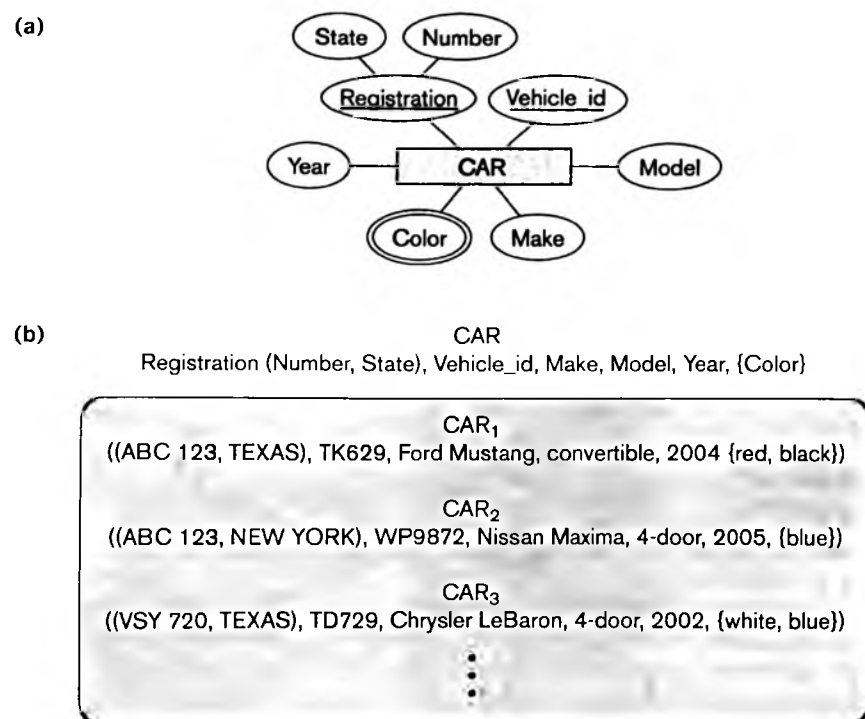 (a)
State Number
Registration Vehicle_id
Year CAR Model
Color Make
(b)
CAR
Registration (Number, State), Vehicle_id, Make, Model, Year, {Color}
CAR1
((ABC 123, TEXAS), TK629, Ford Mustang, convertible, 2004 {red, black})
CAR2
((ABC 123, NEW YORK), WP9872, Nissan Maxima, 4-door, 2005, {blue})
CAR3
((VSY 720, TEXAS), TD729, Chrysler LeBaron, 4-door, 2002, {white, blue})